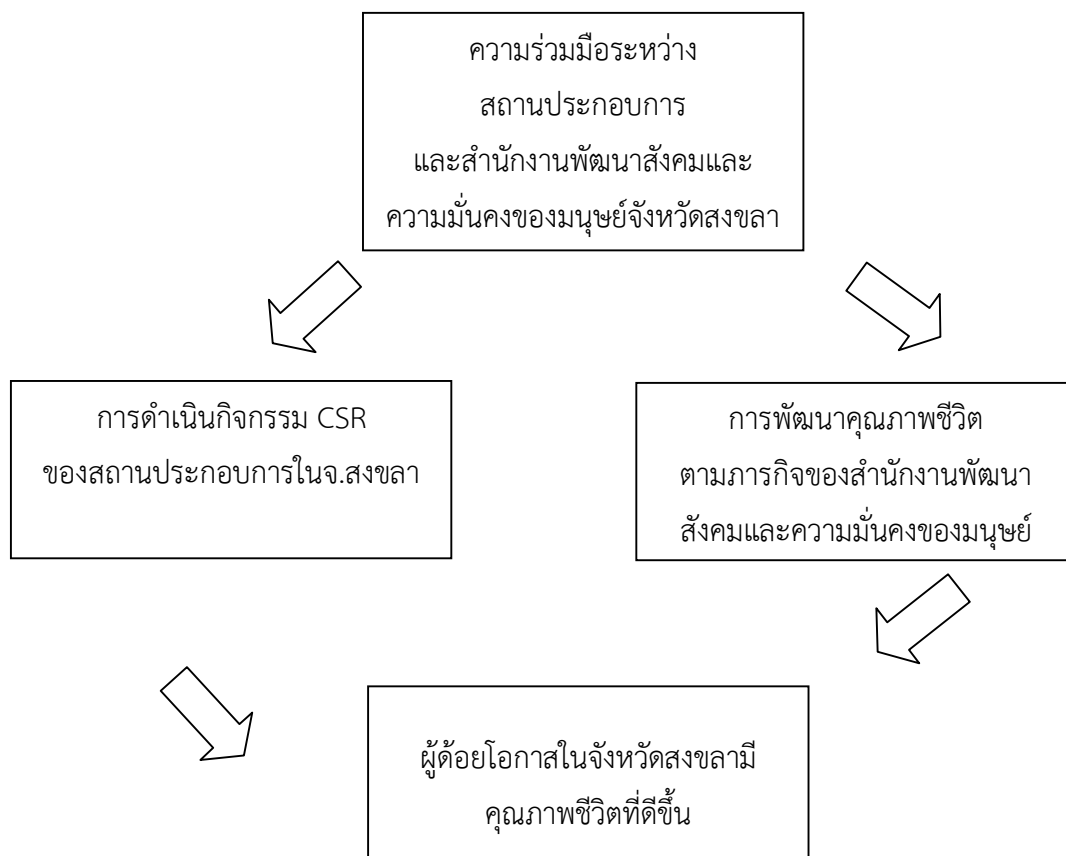 ความร่วมมือระหว่าง
สถานประกอบการ
และสำนักงานพัฒนาสังคมและ
ความมั่นคงของมนุษย์จังหวัดสงขลา
การดำเนินกิจกรรม CSR
ของสถานประกอบการในจ.สงขลา
การพัฒนาคุณภาพชีวิต
ตามภารกิจของสำนักงานพัฒนา
สังคมและความมั่นคงของมนุษย์
ผู้ด้อยโอกาสในจังหวัดสงขลามี
คุณภาพชีวิตที่ดีขึ้น